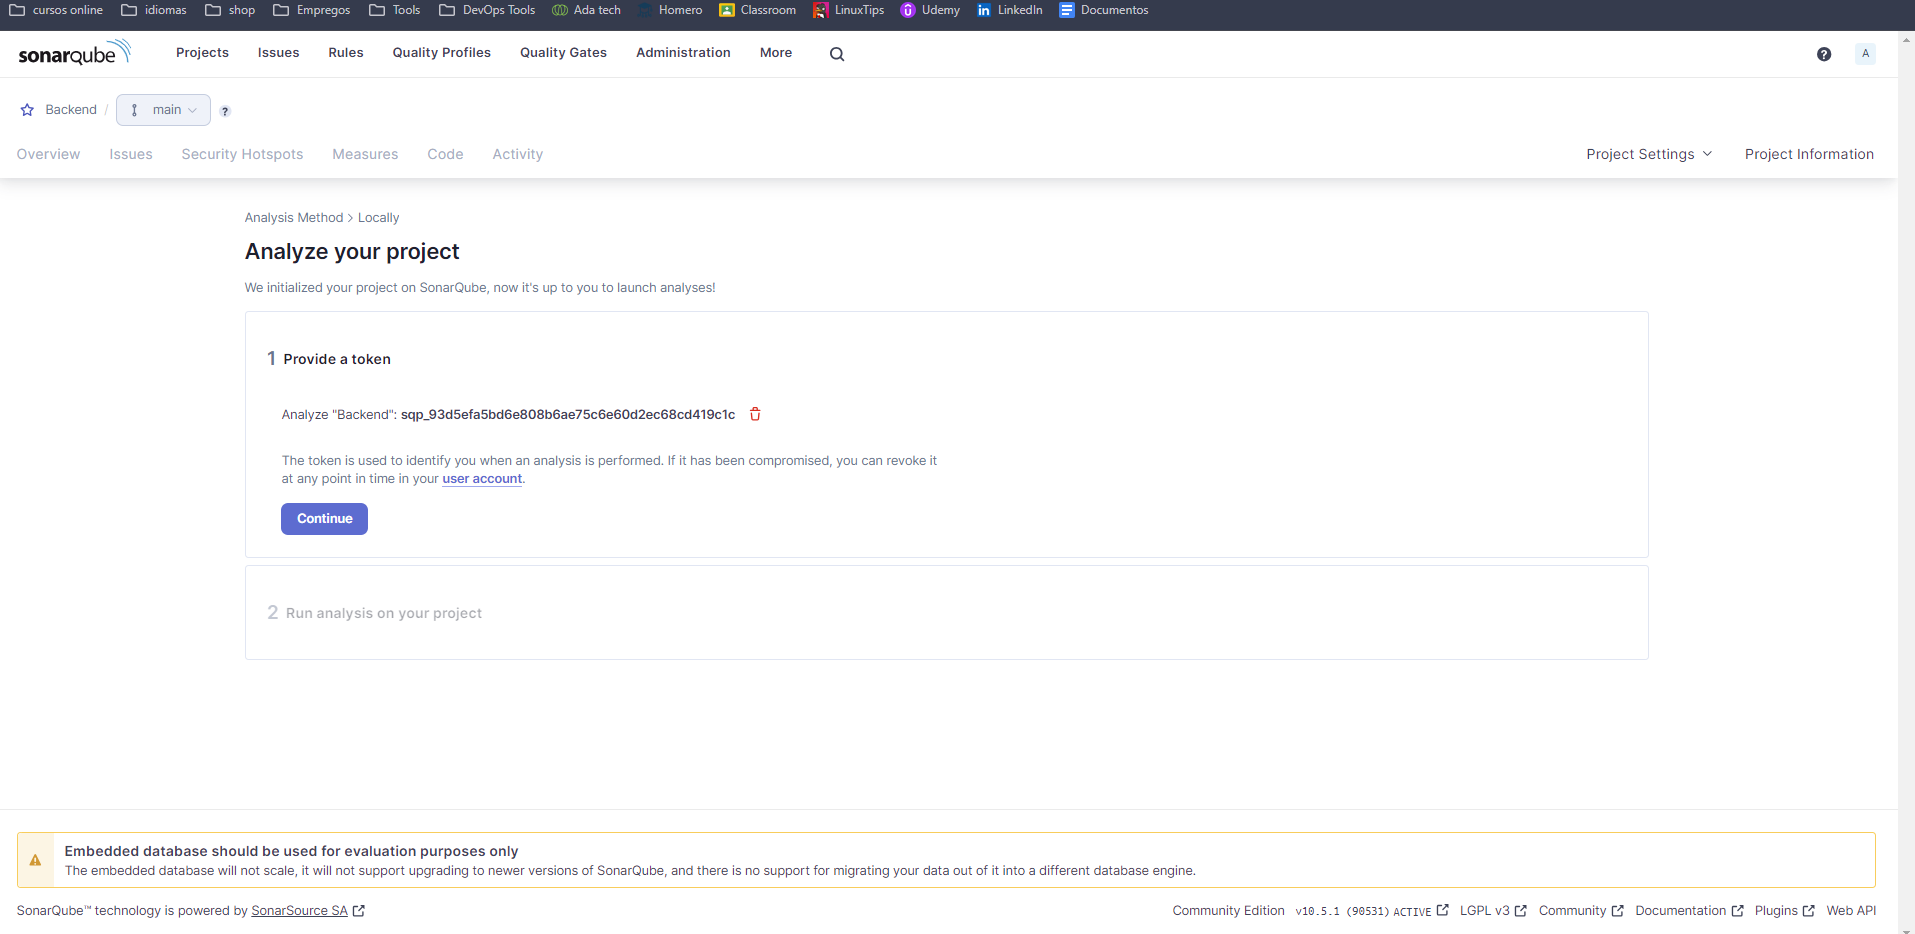 cursos online idiomas shop Empregos Tools DevOps Tools Ada tech Homero Classroom LinuxTips Udemy LinkedIn Documentos
sonarqube Projects Issues Rules Quality Profiles Quality Gates Administration More ? A
Backend / main ?
Overview Issues Security Hotspots Measures Code Activity Project Settings Project Information
Analysis Method > Locally
Analyze your project
We initialized your project on SonarQube, now it's up to you to launch analyses!
1 Provide a token
Analyze "Backend": sqp_93d5efa5bd6e808b6ae75c6e60d2ec68cd419c1c
The token is used to identify you when an analysis is performed. If it has been compromised, you can revoke it
at any point in time in your user account.
Continue
2 Run analysis on your project
Embedded database should be used for evaluation purposes only
The embedded database will not scale, it will not support upgrading to newer versions of SonarQube, and there is no support for migrating your data out of it into a different database engine.
SonarQube™ technology is powered by SonarSource SA Community Edition v10.5.1 (90531) ACTIVE LGPL v3 Community Documentation Plugins Web API